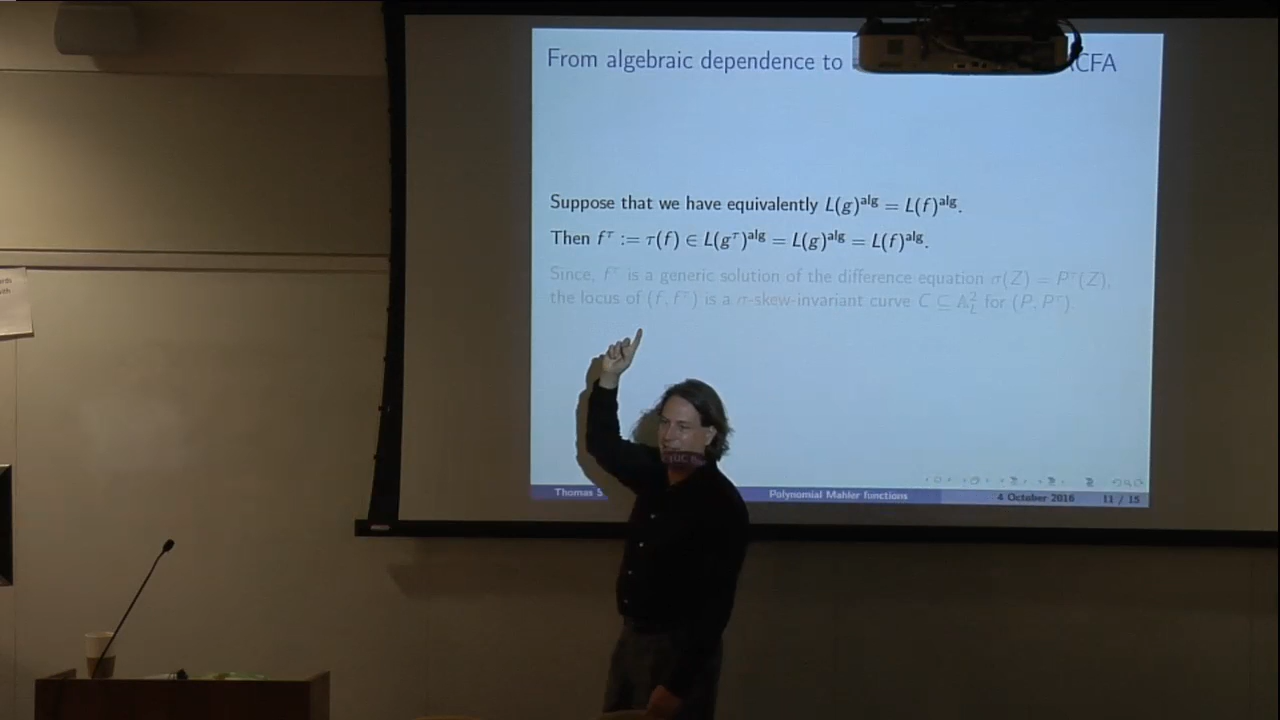 From algebraic dependence to ACFA
Suppose that we have equivalently L(g)^alg = L(f)^alg.
Then f^τ := τ(f) ∈ L(g^τ)^alg = L(g)^alg = L(f)^alg.
Since, f^τ is a generic solution of the difference equation σ(Z) = P^τ(Z),
the locus of (f, f^τ) is a σ-skew-invariant curve C ⊆ A²_L for (P, P^τ)
Thomas S
Polynomial Mahler functions
4 October 2016
11 / 15